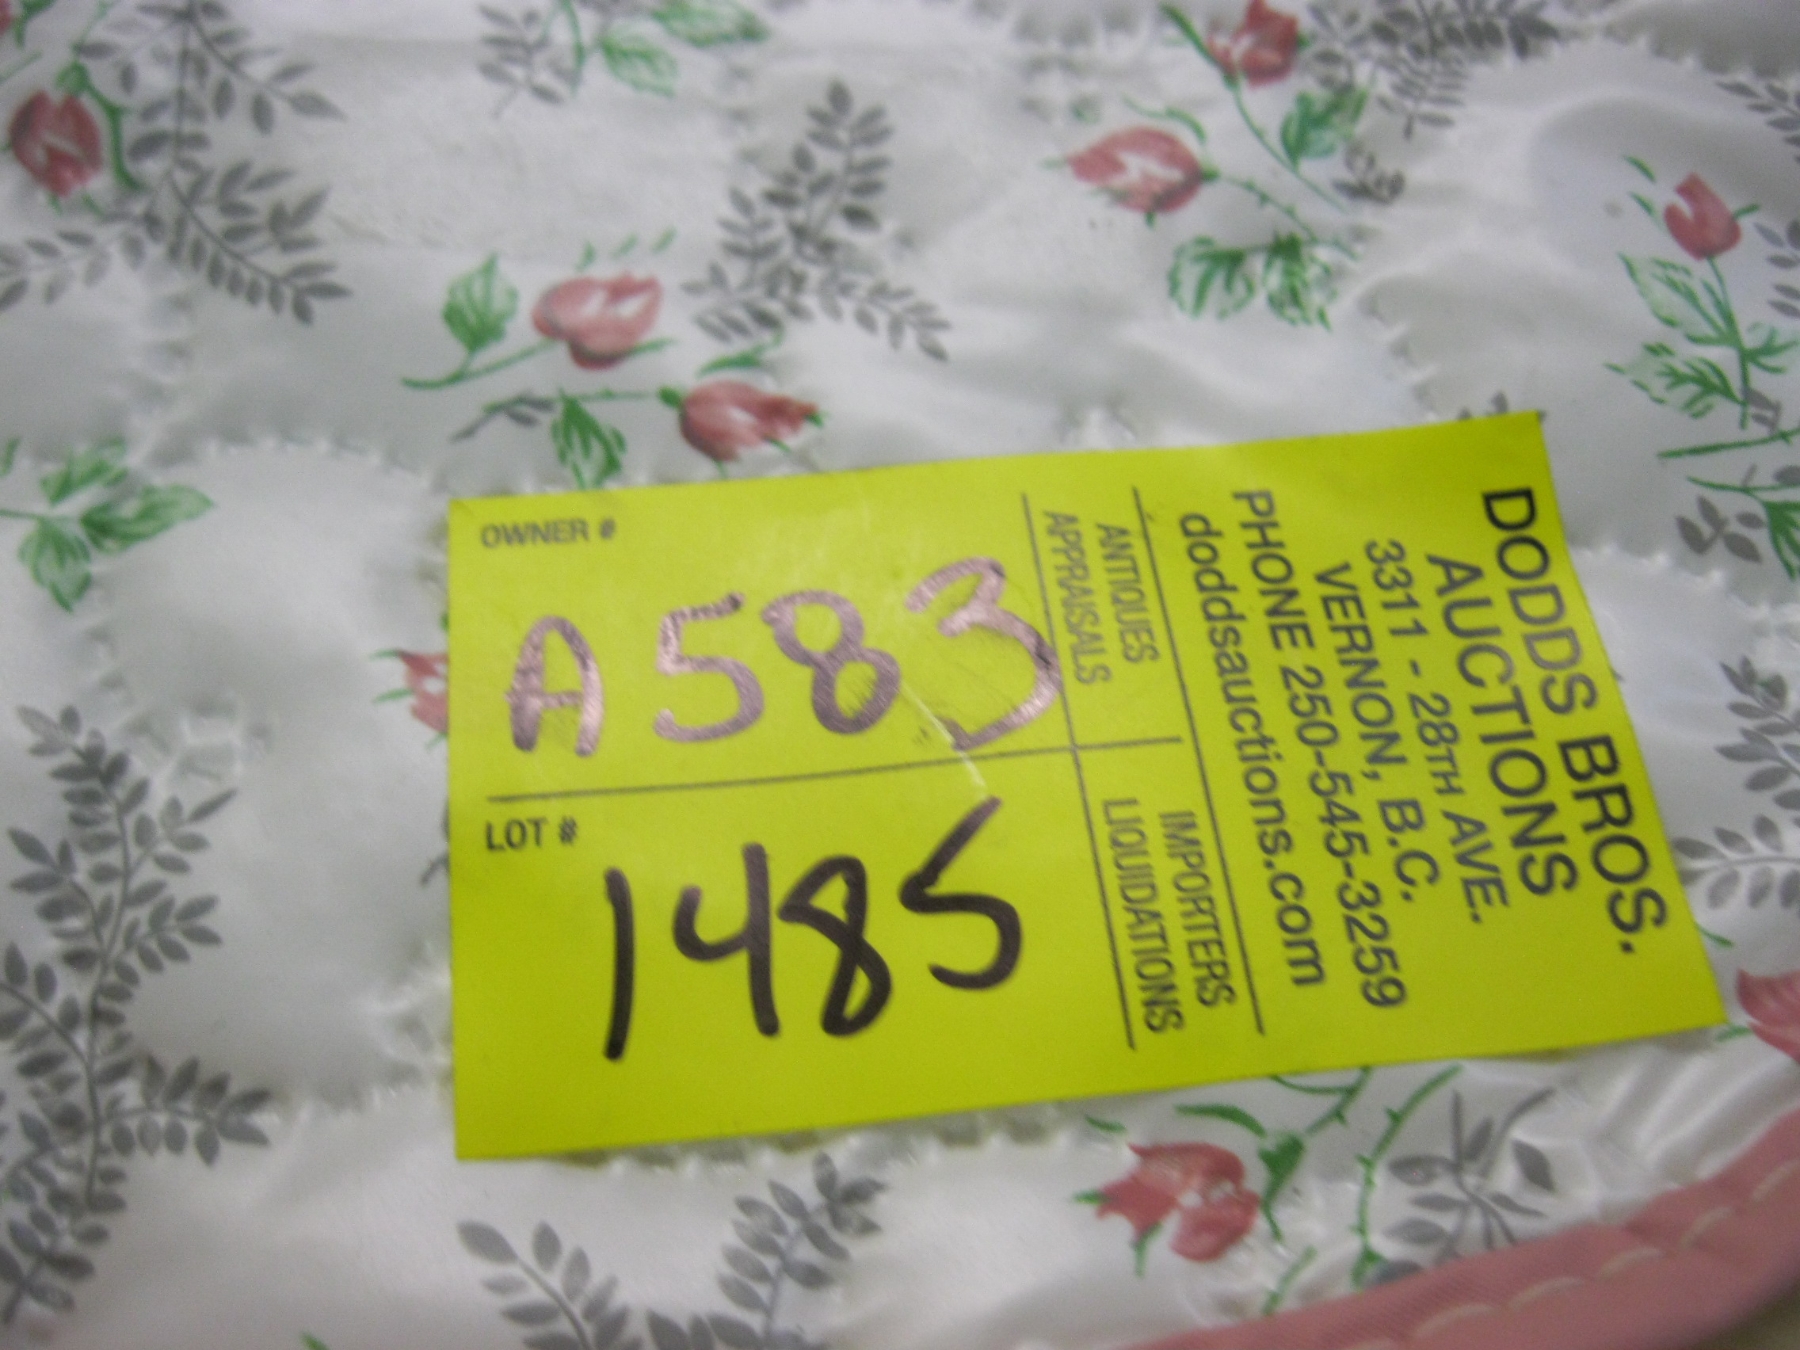 OWNER #
A583
LOT #
1485
DODDS BROS.
AUCTIONS
3311 - 28TH AVE.
VERNON, B.C.
PHONE 250-545-3259
doddsauctions.com
ANTIQUES
APPRAISALS
IMPORTERS
LIQUIDATIONS